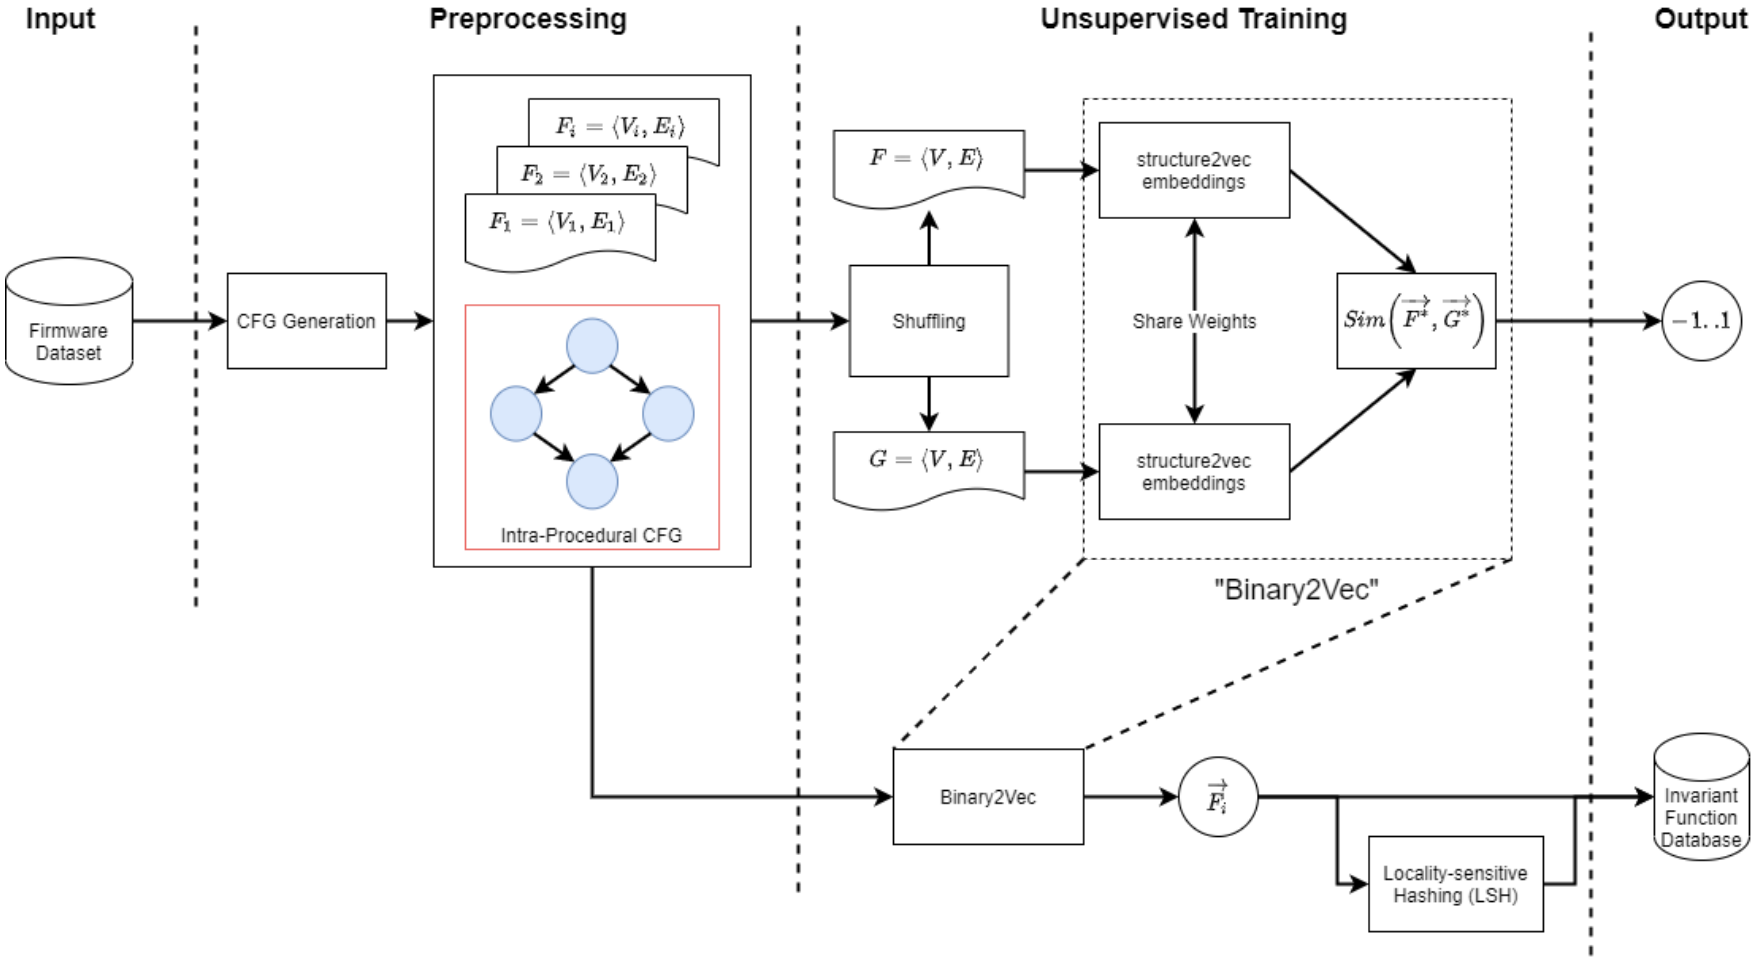 Input
Preprocessing
Unsupervised Training
Output
Firmware
Dataset
CFG Generation
F_i = ⟨V_i, E_i⟩
F_2 = ⟨V_2, E_2⟩
F_1 = ⟨V_1, E_1⟩
Intra-Procedural CFG
F = ⟨V, E⟩
Shuffling
G = ⟨V, E⟩
structure2vec
embeddings
Share Weights
structure2vec
embeddings
Sim(F⃗*, G⃗*)
−1..1
"Binary2Vec"
Binary2Vec
F⃗_i
Locality-sensitive
Hashing (LSH)
Invariant
Function
Database